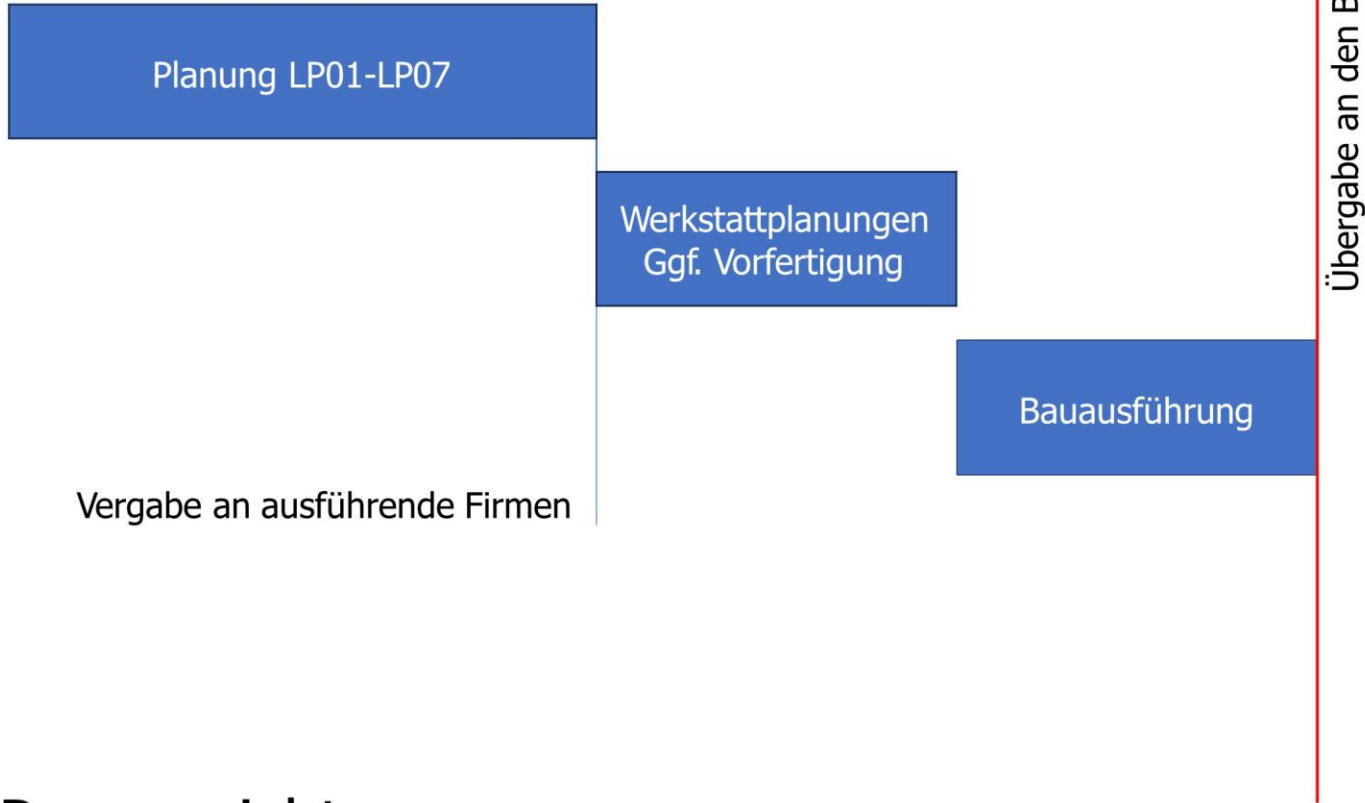 Planung LP01-LP07
Übergabe an den
Werkstattplanungen
Ggf. Vorfertigung
Bauausführung
Vergabe an ausführende Firmen